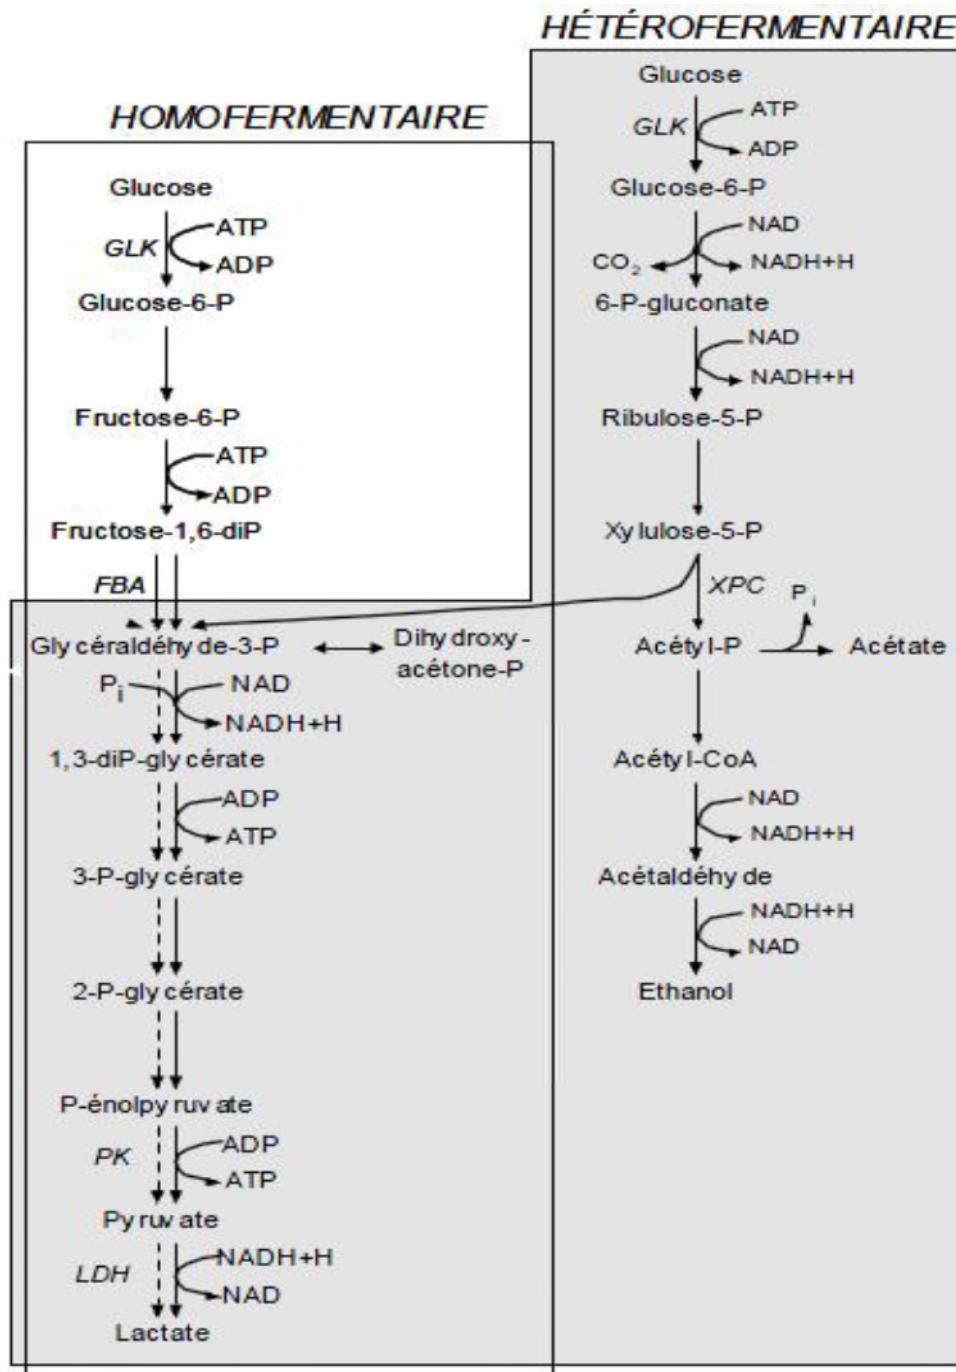 HÉTÉROFERMENTAIRE
Glucose
GLK
ATP
ADP
Glucose-6-P
NAD
CO2
NADH+H
6-P-gluconate
NAD
NADH+H
Ribulose-5-P
Xylulose-5-P
XPC
Pi
Acétyl-P
Acétate
Acétyl-CoA
NAD
NADH+H
Acétaldéhyde
NADH+H
NAD
Ethanol
HOMOFERMENTAIRE
Glucose
GLK
ATP
ADP
Glucose-6-P
Fructose-6-P
ATP
ADP
Fructose-1,6-diP
FBA
Glycéraldéhyde-3-P
Dihydroxy-
acétone-P
Pi
NAD
NADH+H
1,3-diP-glycérate
ADP
ATP
3-P-glycérate
2-P-glycérate
P-énolpyruvate
PK
ADP
ATP
Pyruvate
LDH
NADH+H
NAD
Lactate